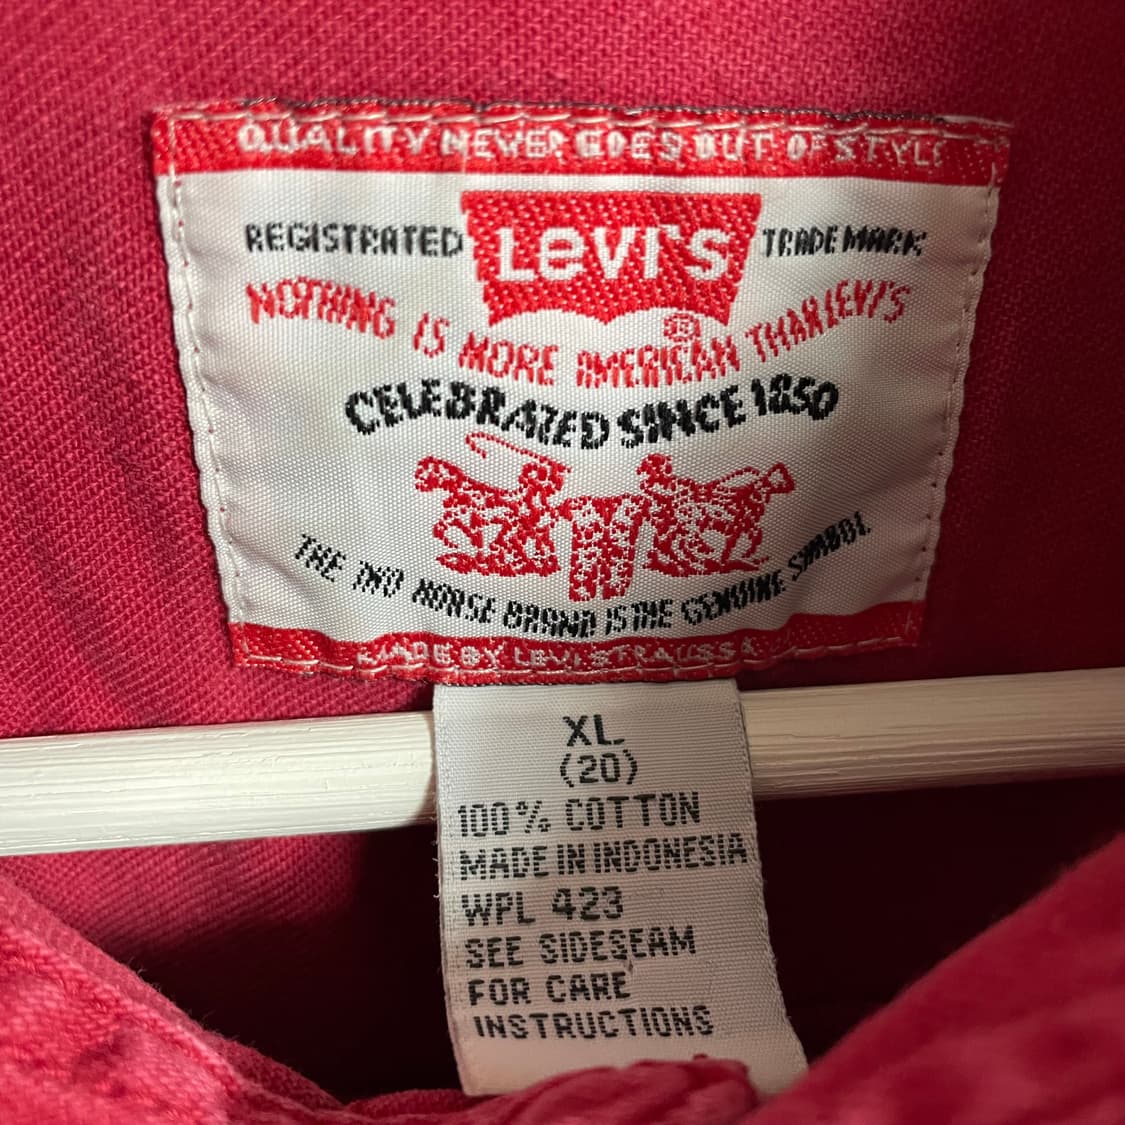 QUALITY NEVER GOES OUT OF STYLE
REGISTRATED Levi's TRADE MARK
NOTHING IS MORE AMERICAN THAN LEVI'S
CELEBRATED SINCE 1850
THE TWO HORSE BRAND IS THE GENUINE SYMBOL
MADE BY LEVI STRAUSS &
XL
(20)
100% COTTON
MADE IN INDONESIA
WPL 423
SEE SIDESEAM
FOR CARE
INSTRUCTIONS